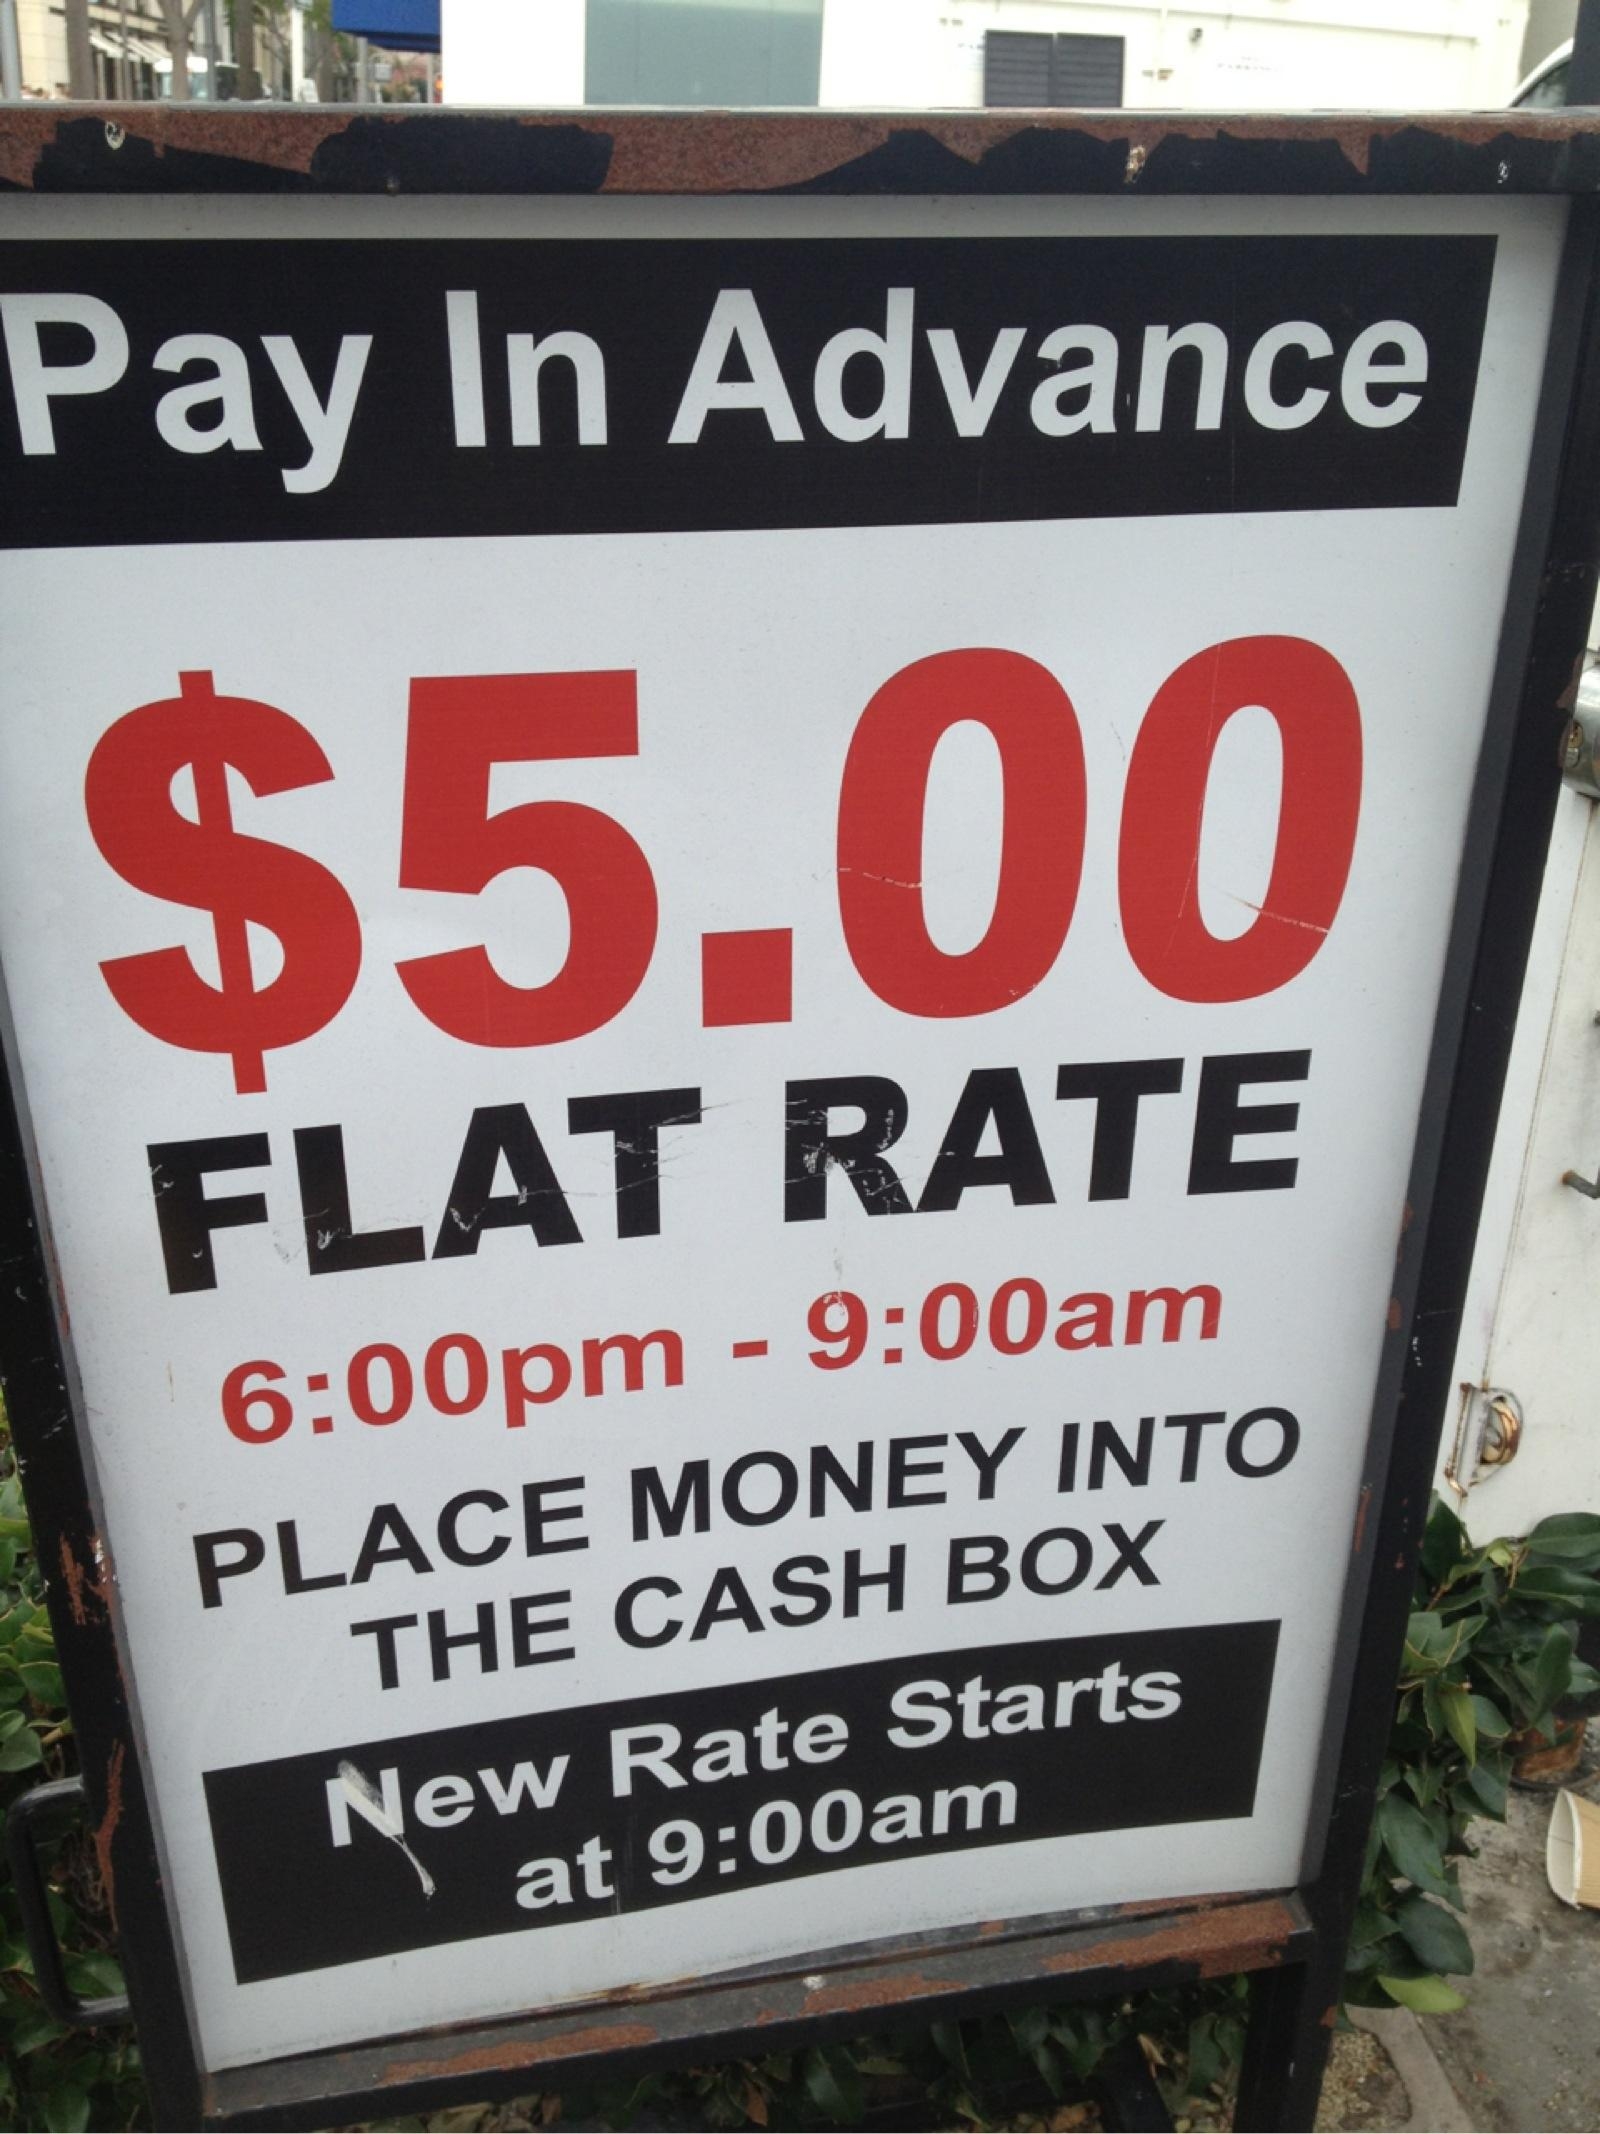 Pay In Advance
$5.00
FLAT RATE
6:00pm - 9:00am
PLACE MONEY INTO
THE CASH BOX
New Rate Starts
at 9:00am